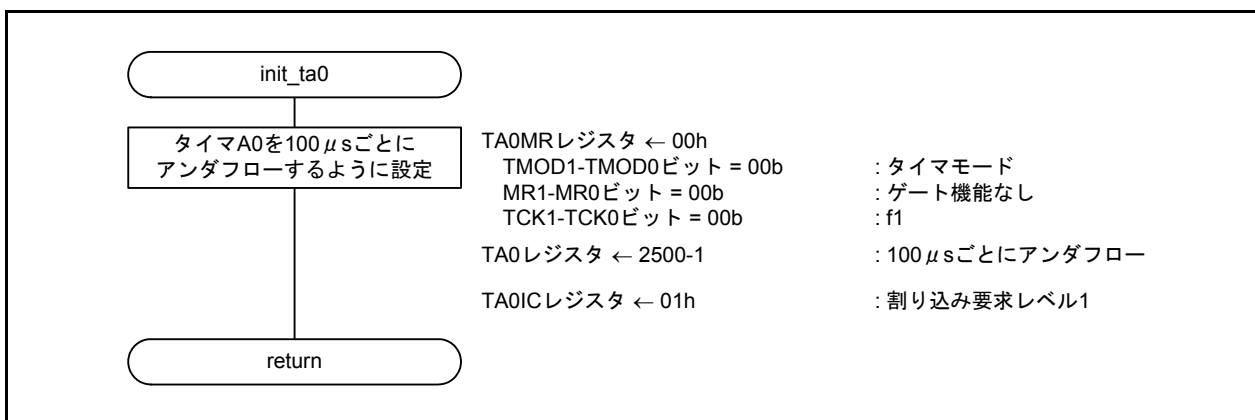 init_ta0
タイマA0を100μsごとに
アンダフローするように設定
TA0MRレジスタ ← 00h
TMOD1-TMOD0ビット = 00b : タイマモード
MR1-MR0ビット = 00b : ゲート機能なし
TCK1-TCK0ビット = 00b : f1
TA0レジスタ ← 2500-1 : 100μsごとにアンダフロー
TA0ICレジスタ ← 01h : 割り込み要求レベル1
return